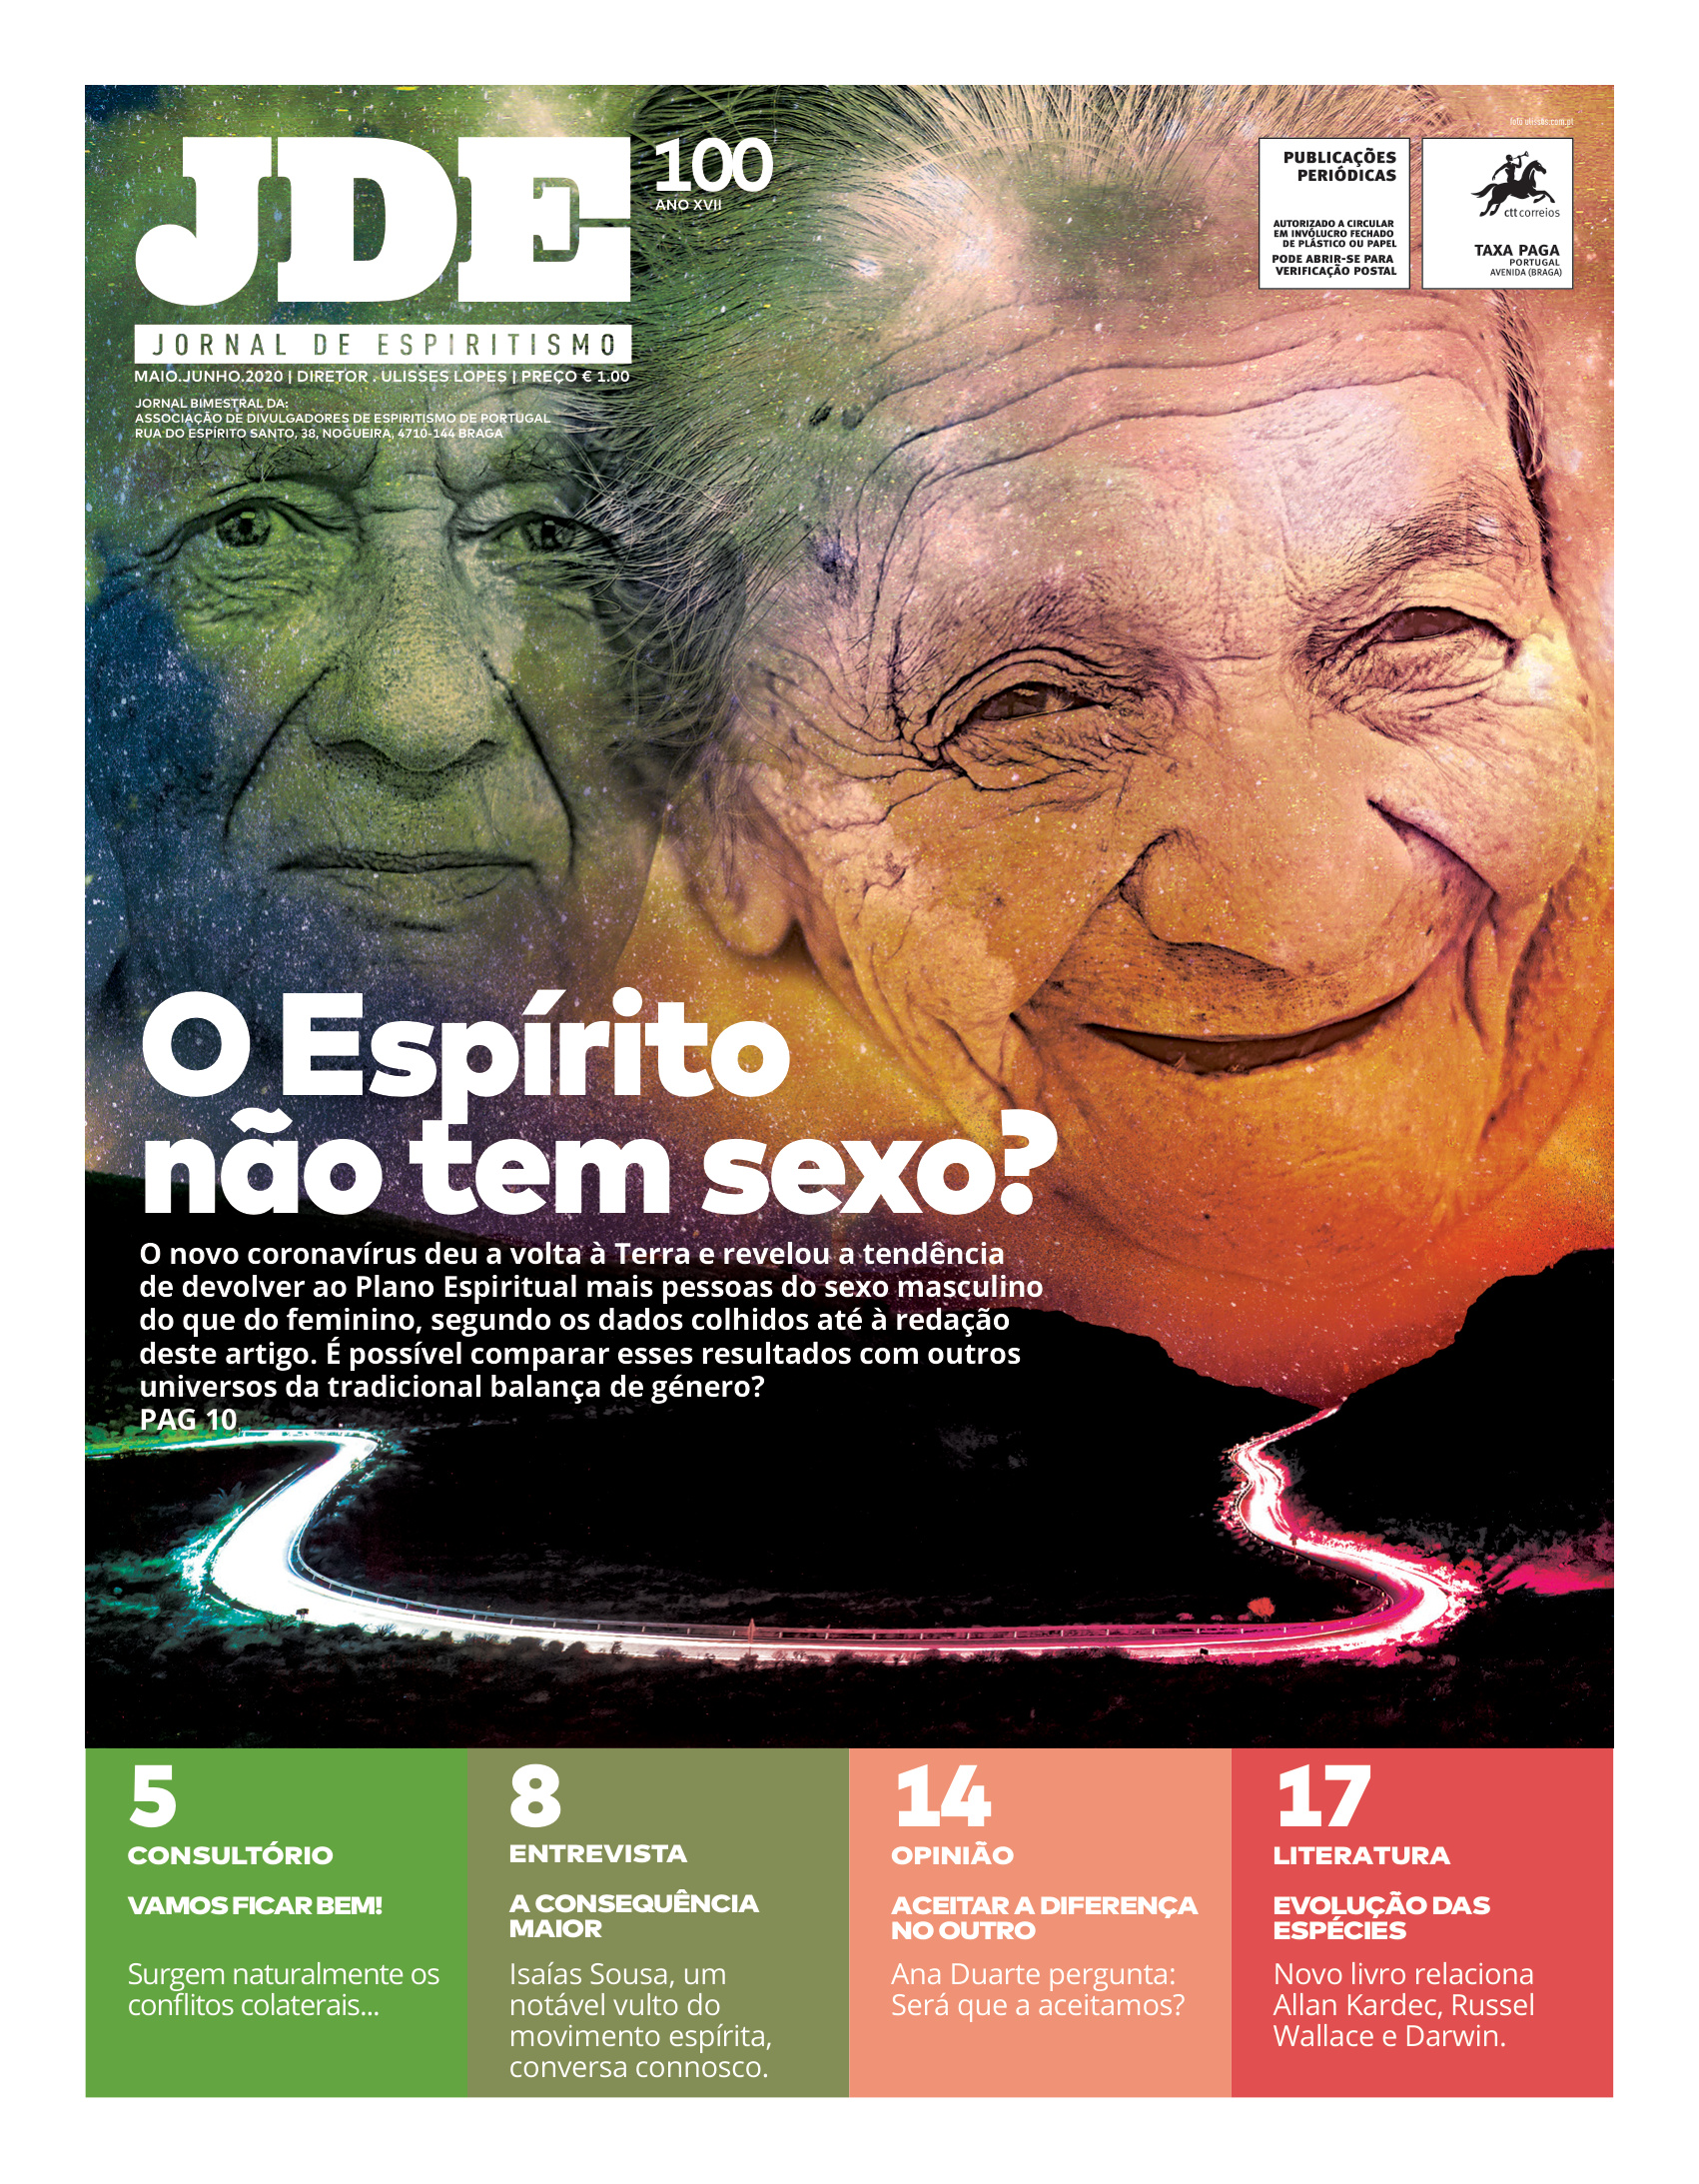 JDE
100
ANO XVII
JORNAL DE ESPIRITISMO
MAIO.JUNHO.2020 | DIRETOR . ULISSES LOPES | PREÇO € 1.00
JORNAL BIMESTRAL DA:
ASSOCIAÇÃO DE DIVULGADORES DE ESPIRITISMO DE PORTUGAL
RUA DO ESPÍRITO SANTO, 38, NOGUEIRA, 4710-144 BRAGA
foto ulisses.com.pt
PUBLICAÇÕES
PERIÓDICAS
AUTORIZADO A CIRCULAR
EM INVÓLUCRO FECHADO
DE PLÁSTICO OU PAPEL
PODE ABRIR-SE PARA
VERIFICAÇÃO POSTAL
ctt correios
TAXA PAGA
PORTUGAL
AVENIDA (BRAGA)
O Espírito
não tem sexo?
O novo coronavírus deu a volta à Terra e revelou a tendência
de devolver ao Plano Espiritual mais pessoas do sexo masculino
do que do feminino, segundo os dados colhidos até à redação
deste artigo. É possível comparar esses resultados com outros
universos da tradicional balança de género?
PAG 10
5
CONSULTÓRIO
VAMOS FICAR BEM!
Surgem naturalmente os
conflitos colaterais...
8
ENTREVISTA
A CONSEQUÊNCIA
MAIOR
Isaías Sousa, um
notável vulto do
movimento espírita,
conversa connosco.
14
OPINIÃO
ACEITAR A DIFERENÇA
NO OUTRO
Ana Duarte pergunta:
Será que a aceitamos?
17
LITERATURA
EVOLUÇÃO DAS
ESPÉCIES
Novo livro relaciona
Allan Kardec, Russel
Wallace e Darwin.